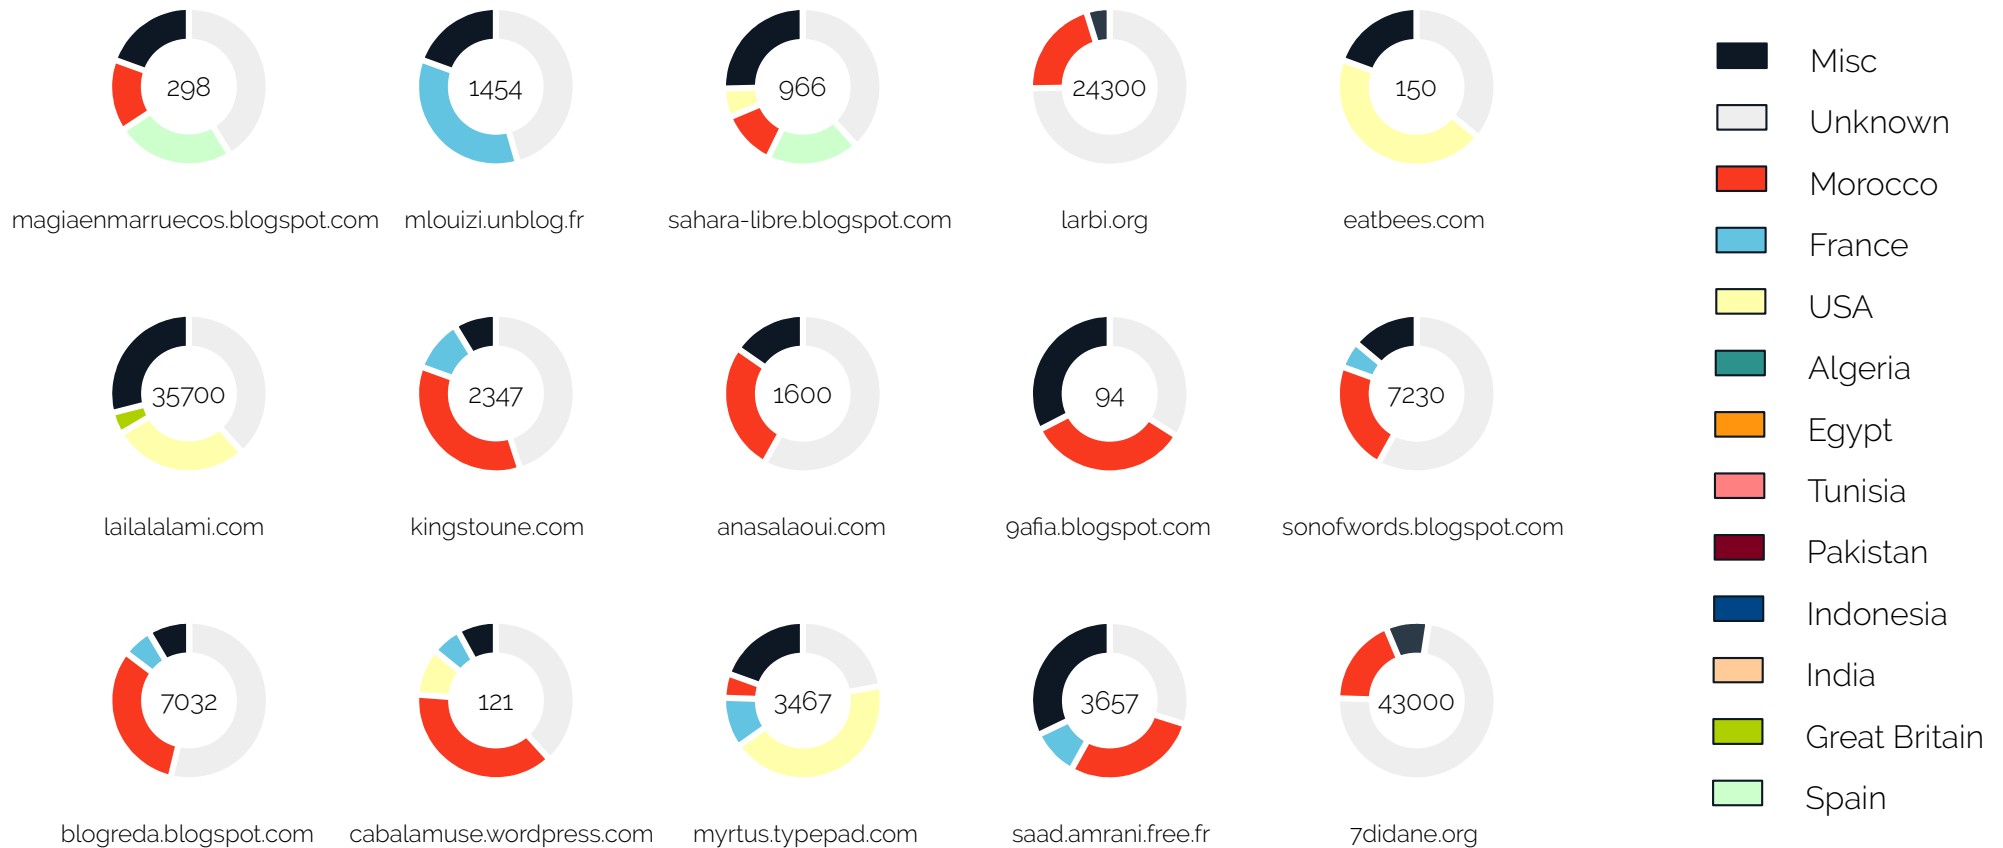 298
1454
966
24300
150
magiaenmarruecos.blogspot.com
mlouizi.unblog.fr
sahara-libre.blogspot.com
larbi.org
eatbees.com
35700
2347
1600
94
7230
lailalalami.com
kingstoune.com
anasalaoui.com
9afia.blogspot.com
sonofwords.blogspot.com
7032
121
3467
3657
43000
blogreda.blogspot.com
cabalamuse.wordpress.com
myrtus.typepad.com
saad.amrani.free.fr
7didane.org
Misc
Unknown
Morocco
France
USA
Algeria
Egypt
Tunisia
Pakistan
Indonesia
India
Great Britain
Spain